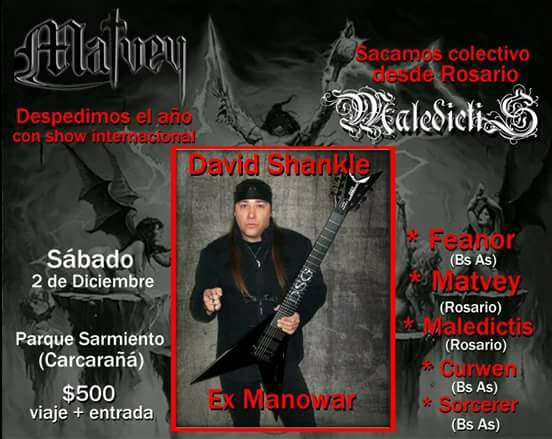 Matvey
Despedimos el año
con show internacional
Sacamos colectivo
desde Rosario
MaledictiS
David Shankle
Ex Manowar
Sábado
2 de Diciembre
Parque Sarmiento
(Carcarañá)
$500
viaje + entrada
* Feanor
(Bs As)
* Matvey
(Rosario)
* Maledictis
(Rosario)
* Curwen
(Bs As)
* Sorcerer
(Bs As)